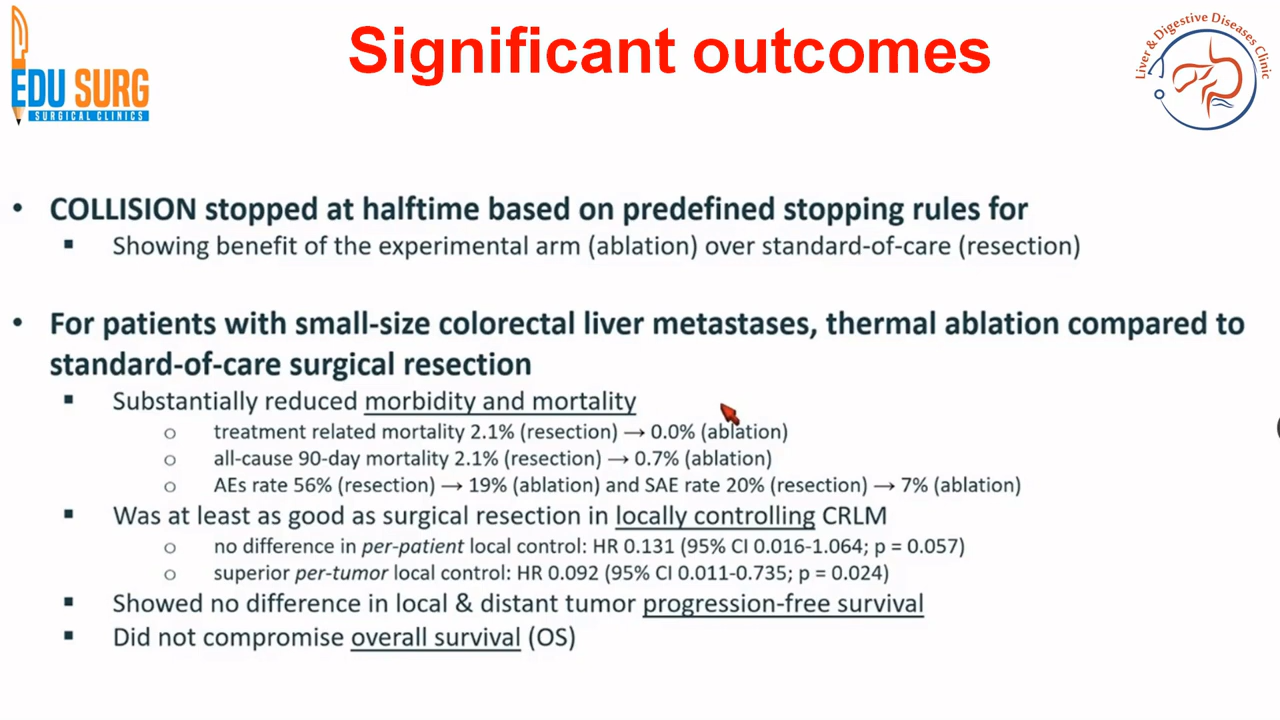 Significant outcomes
EDU SURG
SURGICAL CLINICS
Liver & Digestive Diseases Clinic
• COLLISION stopped at halftime based on predefined stopping rules for
▪ Showing benefit of the experimental arm (ablation) over standard-of-care (resection)
• For patients with small-size colorectal liver metastases, thermal ablation compared to
standard-of-care surgical resection
▪ Substantially reduced morbidity and mortality
o treatment related mortality 2.1% (resection) → 0.0% (ablation)
o all-cause 90-day mortality 2.1% (resection) → 0.7% (ablation)
o AEs rate 56% (resection) → 19% (ablation) and SAE rate 20% (resection) → 7% (ablation)
▪ Was at least as good as surgical resection in locally controlling CRLM
o no difference in per-patient local control: HR 0.131 (95% CI 0.016-1.064; p = 0.057)
o superior per-tumor local control: HR 0.092 (95% CI 0.011-0.735; p = 0.024)
▪ Showed no difference in local & distant tumor progression-free survival
▪ Did not compromise overall survival (OS)